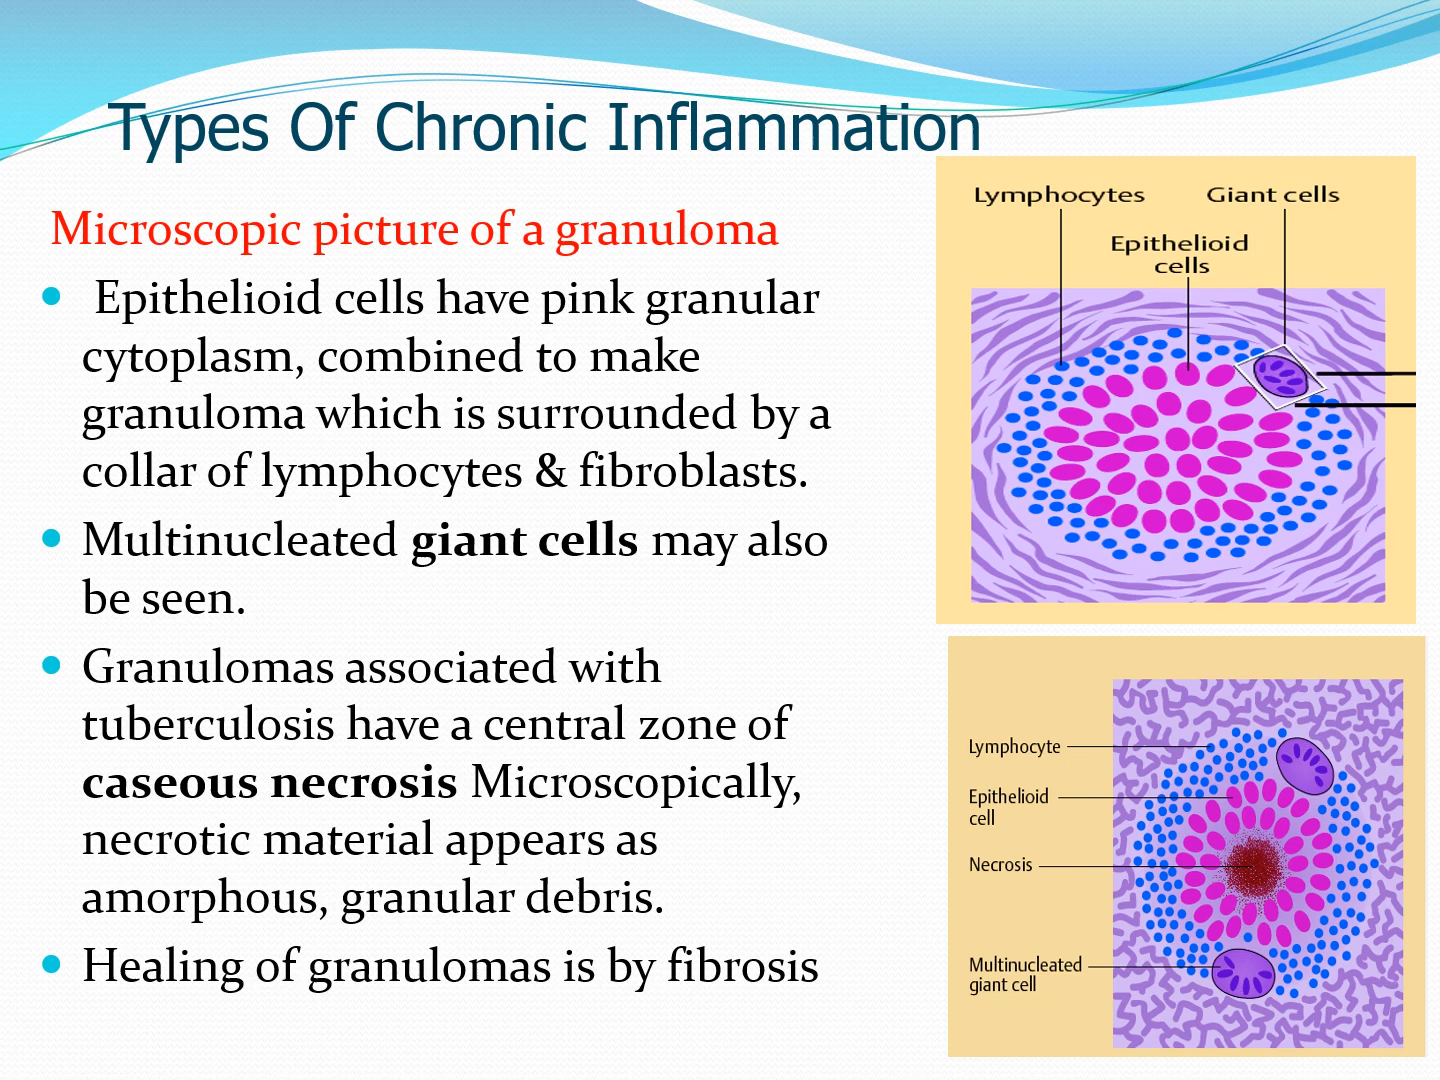 Types Of Chronic Inflammation
Microscopic picture of a granuloma
Epithelioid cells have pink granular
cytoplasm, combined to make
granuloma which is surrounded by a
collar of lymphocytes & fibroblasts.
Multinucleated giant cells may also
be seen.
Granulomas associated with
tuberculosis have a central zone of
caseous necrosis Microscopically,
necrotic material appears as
amorphous, granular debris.
Healing of granulomas is by fibrosis
Lymphocytes
Giant cells
Epithelioid
cells
Lymphocyte
Epithelioid
cell
Necrosis
Multinucleated
giant cell